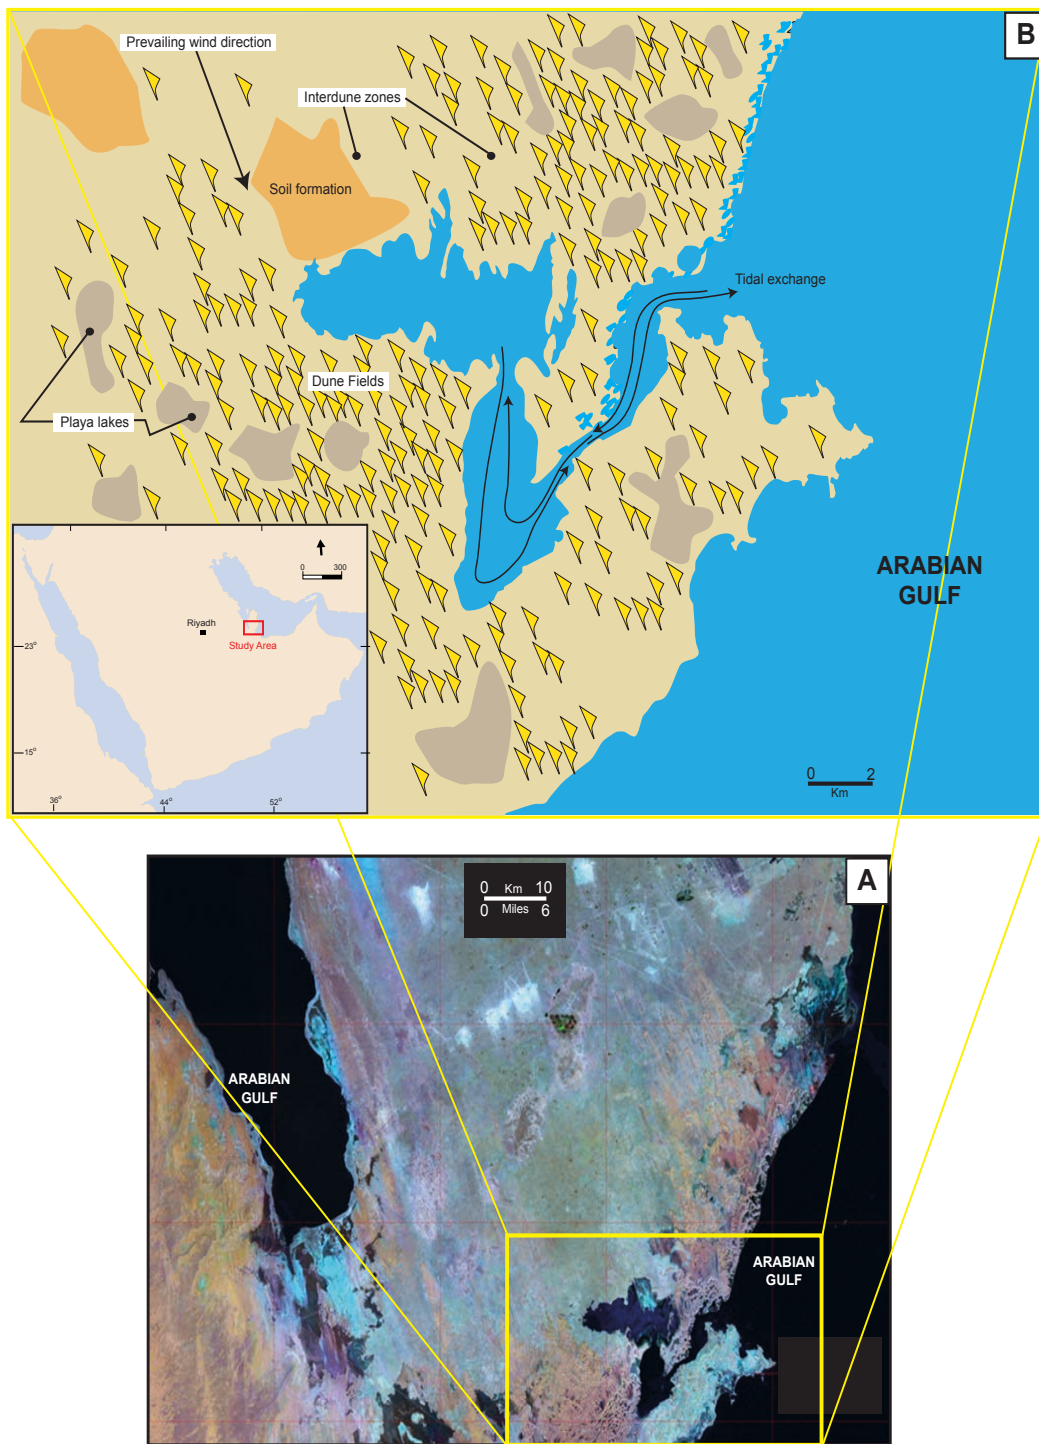 B
Prevailing wind direction
Interdune zones
Soil formation
Tidal exchange
Dune Fields
Playa lakes
ARABIAN
GULF
0 300
Riyadh
Study Area
23°
15°
36°
44°
52°
0 2
Km
A
0 Km 10
0 Miles 6
ARABIAN
GULF
ARABIAN
GULF